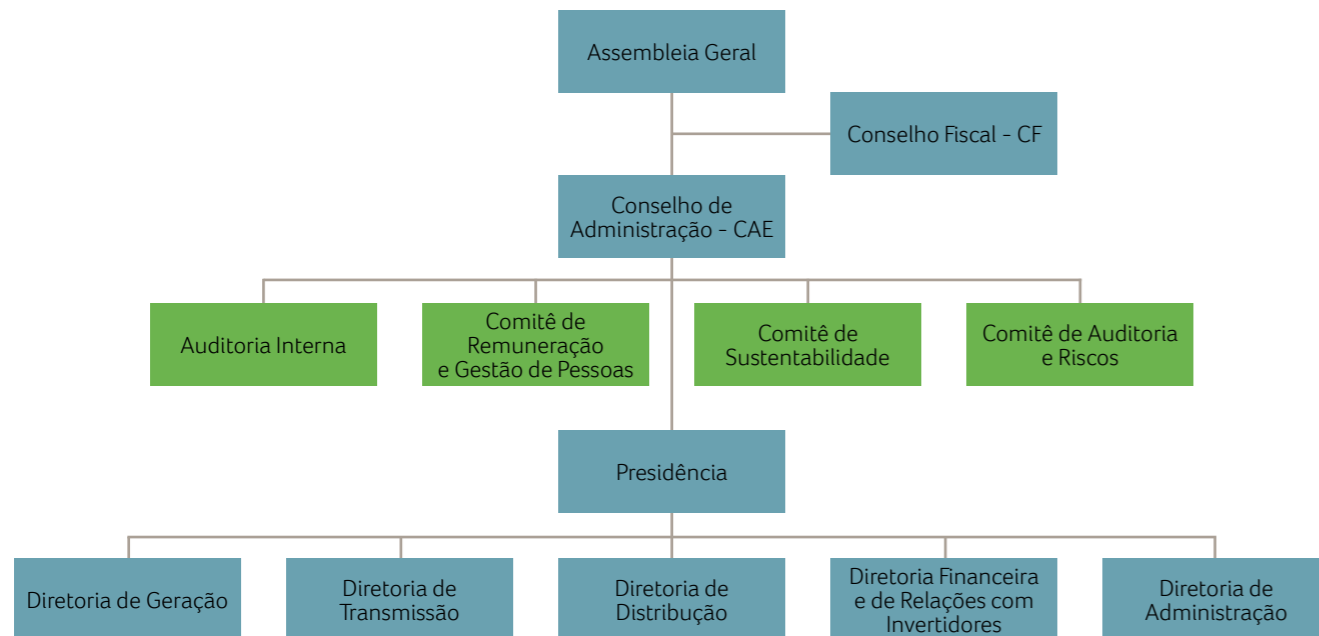 Assembleia Geral
Conselho Fiscal - CF
Conselho de
Administração - CAE
Auditoria Interna
Comitê de
Remuneração
e Gestão de Pessoas
Comitê de
Sustentabilidade
Comitê de Auditoria
e Riscos
Presidência
Diretoria de Geração
Diretoria de
Transmissão
Diretoria de
Distribução
Diretoria Financeira
e de Relações com
Invertidores
Diretoria de
Administração